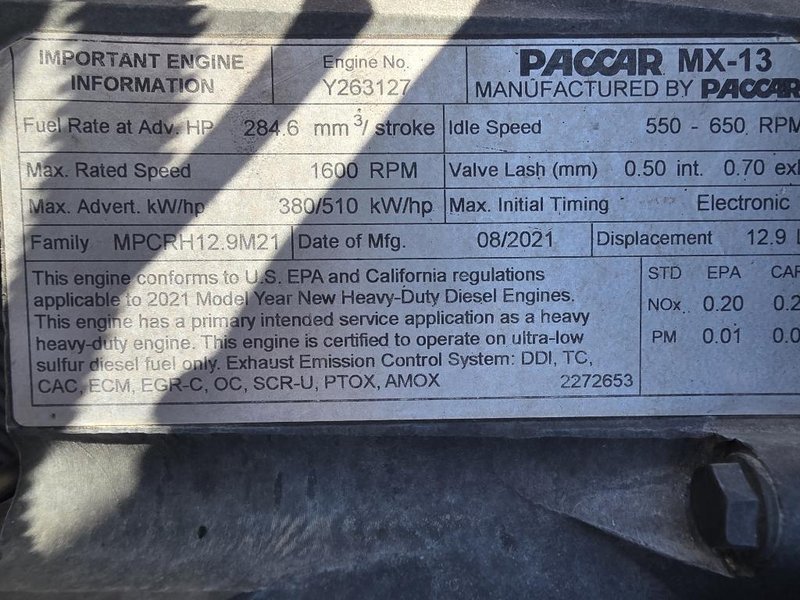 IMPORTANT ENGINE INFORMATION
Engine No. Y263127
PACCAR MX-13
MANUFACTURED BY PACCAR
Fuel Rate at Adv. HP 284.6 mm3/ stroke
Idle Speed 550 - 650 RPM
Max. Rated Speed 1600 RPM
Valve Lash (mm) 0.50 int. 0.70
Max. Advert. kW/hp 380/510 kW/hp
Max. Initial Timing Electronic
Family MPCRH12.9M21
Date of Mfg. 08/2021
Displacement 12.9
This engine conforms to U.S. EPA and California regulations
applicable to 2021 Model Year New Heavy-Duty Diesel Engines.
This engine has a primary intended service application as a heavy
heavy-duty engine. This engine is certified to operate on ultra-low
sulfur diesel fuel only. Exhaust Emission Control System: DDI, TC,
CAC, ECM, EGR-C, OC, SCR-U, PTOX, AMOX 2272653
STD EPA
NOx 0.20
PM 0.01